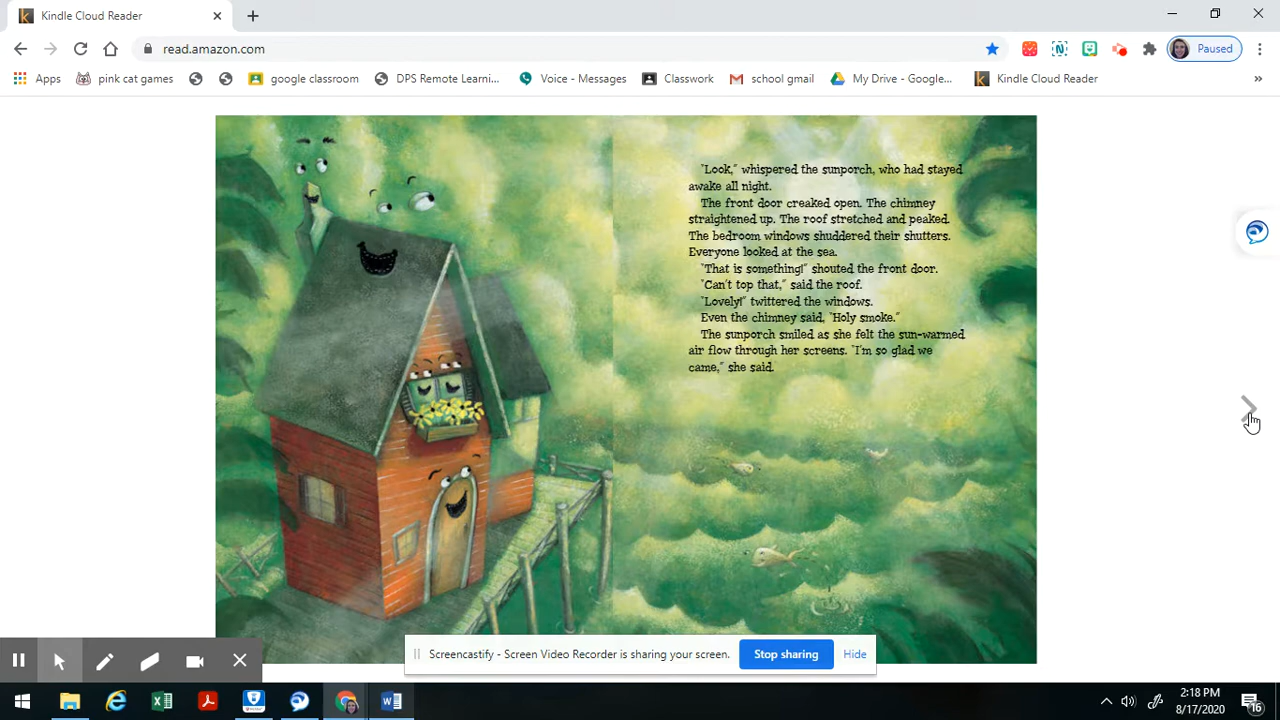 Kindle Cloud Reader
read.amazon.com
Paused
Apps
pink cat games
google classroom
DPS Remote Learni...
Voice - Messages
Classwork
school gmail
My Drive - Google...
Kindle Cloud Reader
»
"Look," whispered the sunporch, who had stayed
awake all night.
The front door creaked open. The chimney
straightened up. The roof stretched and peaked.
The bedroom windows shuddered their shutters.
Everyone looked at the sea.
"That is something!" shouted the front door.
"Can't top that," said the roof.
"Lovely!" twittered the windows.
Even the chimney said, "Holy smoke."
The sunporch smiled as she felt the sun-warmed
air flow through her screens. "I'm so glad we
came," she said.
Screencastify - Screen Video Recorder is sharing your screen.
Stop sharing
Hide
2:18 PM
8/17/2020
16